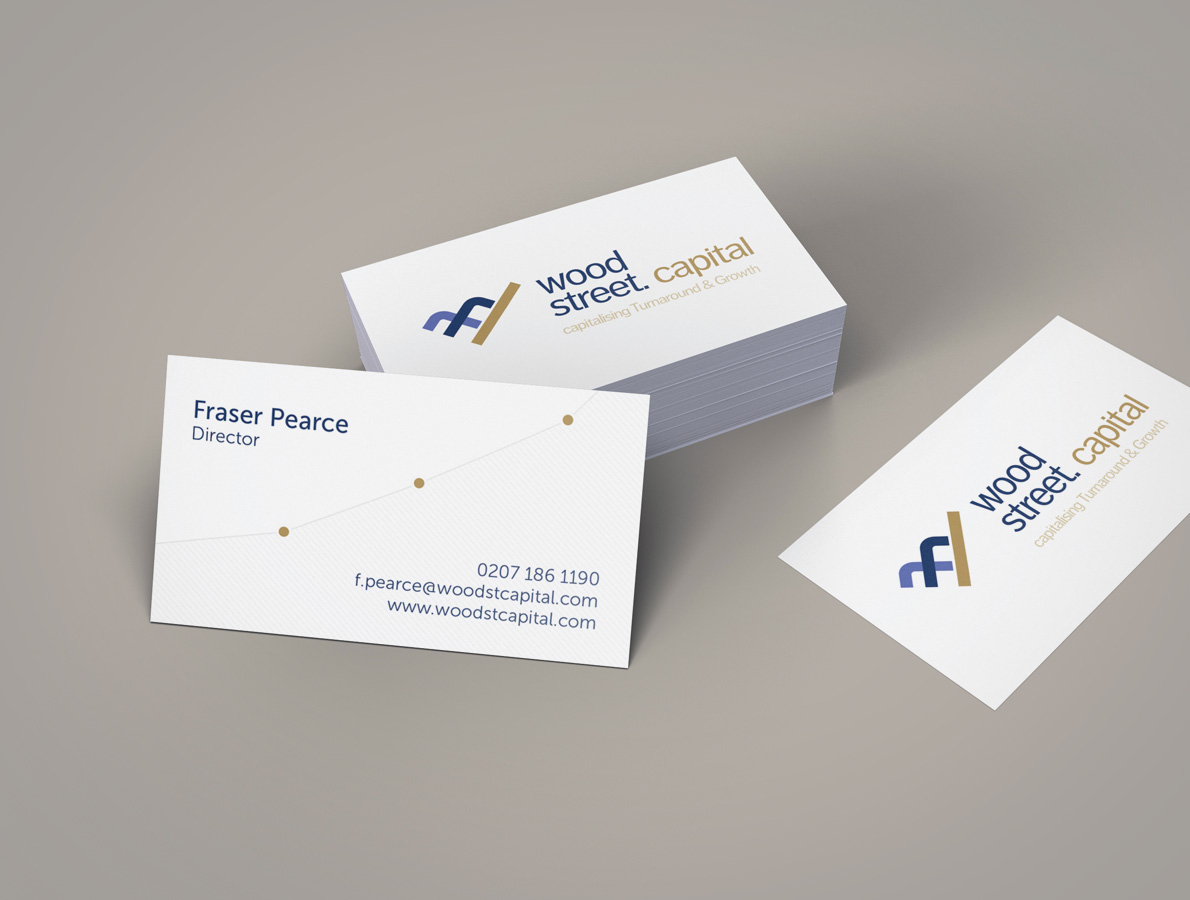 wood
street. capital
capitalising Turnaround & Growth
Fraser Pearce
Director
0207 186 1190
f.pearce@woodstcapital.com
www.woodstcapital.com
wood
street. capital
capitalising Turnaround & Growth